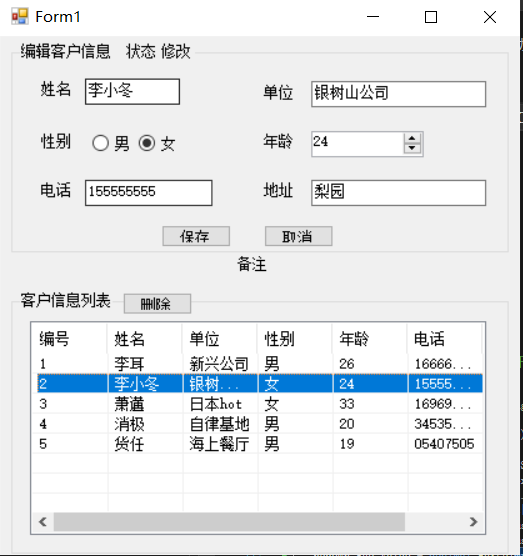 Form1
编辑客户信息 状态 修改
姓名 李小冬 单位 银树山公司
性别 男 女 年龄 24
电话 155555555 地址 梨园
保存 取消
备注
客户信息列表 删除
编号 姓名 单位 性别 年龄 电话
1 李耳 新兴公司 男 26 16666...
2 李小冬 银树... 女 24 15555...
3 萧邋 日本hot 女 33 16969...
4 消极 自律基地 男 20 34535...
5 货任 海上餐厅 男 19 05407505